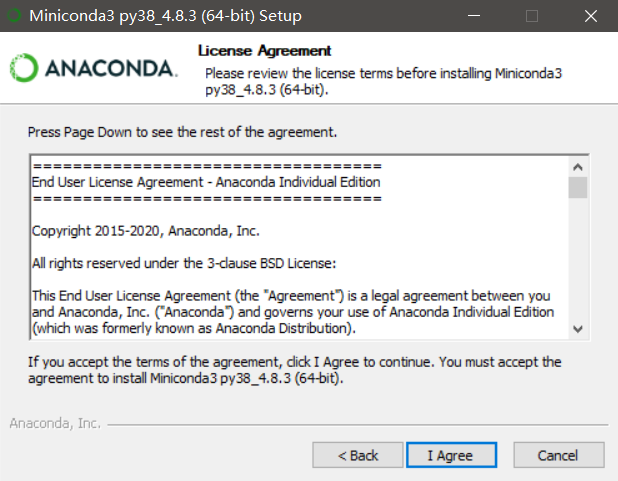 Miniconda3 py38_4.8.3 (64-bit) Setup
ANACONDA.
License Agreement
Please review the license terms before installing Miniconda3
py38_4.8.3 (64-bit).
Press Page Down to see the rest of the agreement.
===================================
End User License Agreement - Anaconda Individual Edition
===================================
Copyright 2015-2020, Anaconda, Inc.
All rights reserved under the 3-clause BSD License:
This End User License Agreement (the "Agreement") is a legal agreement between you
and Anaconda, Inc. ("Anaconda") and governs your use of Anaconda Individual Edition
(which was formerly known as Anaconda Distribution).
If you accept the terms of the agreement, click I Agree to continue. You must accept the
agreement to install Miniconda3 py38_4.8.3 (64-bit).
Anaconda, Inc.
< Back
I Agree
Cancel